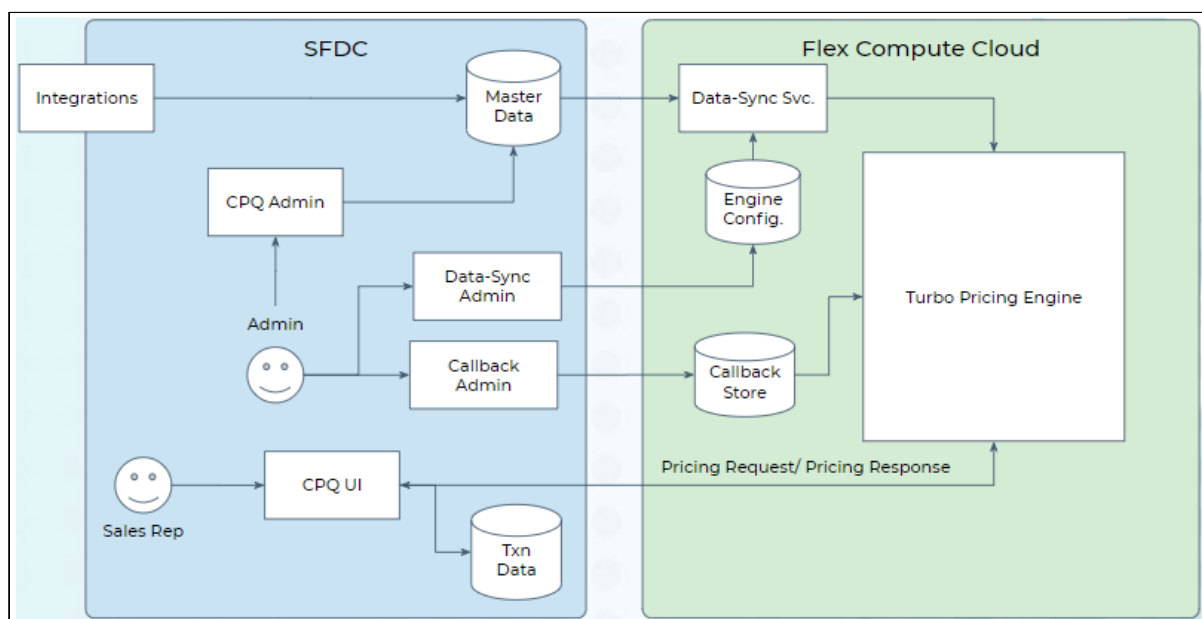 SFDC
Flex Compute Cloud
Integrations
Master
Data
Data-Sync Svc.
CPQ Admin
Engine
Config.
Data-Sync
Admin
Turbo Pricing Engine
Admin
Callback
Admin
Callback
Store
Pricing Request/ Pricing Response
CPQ UI
Sales Rep
Txn
Data